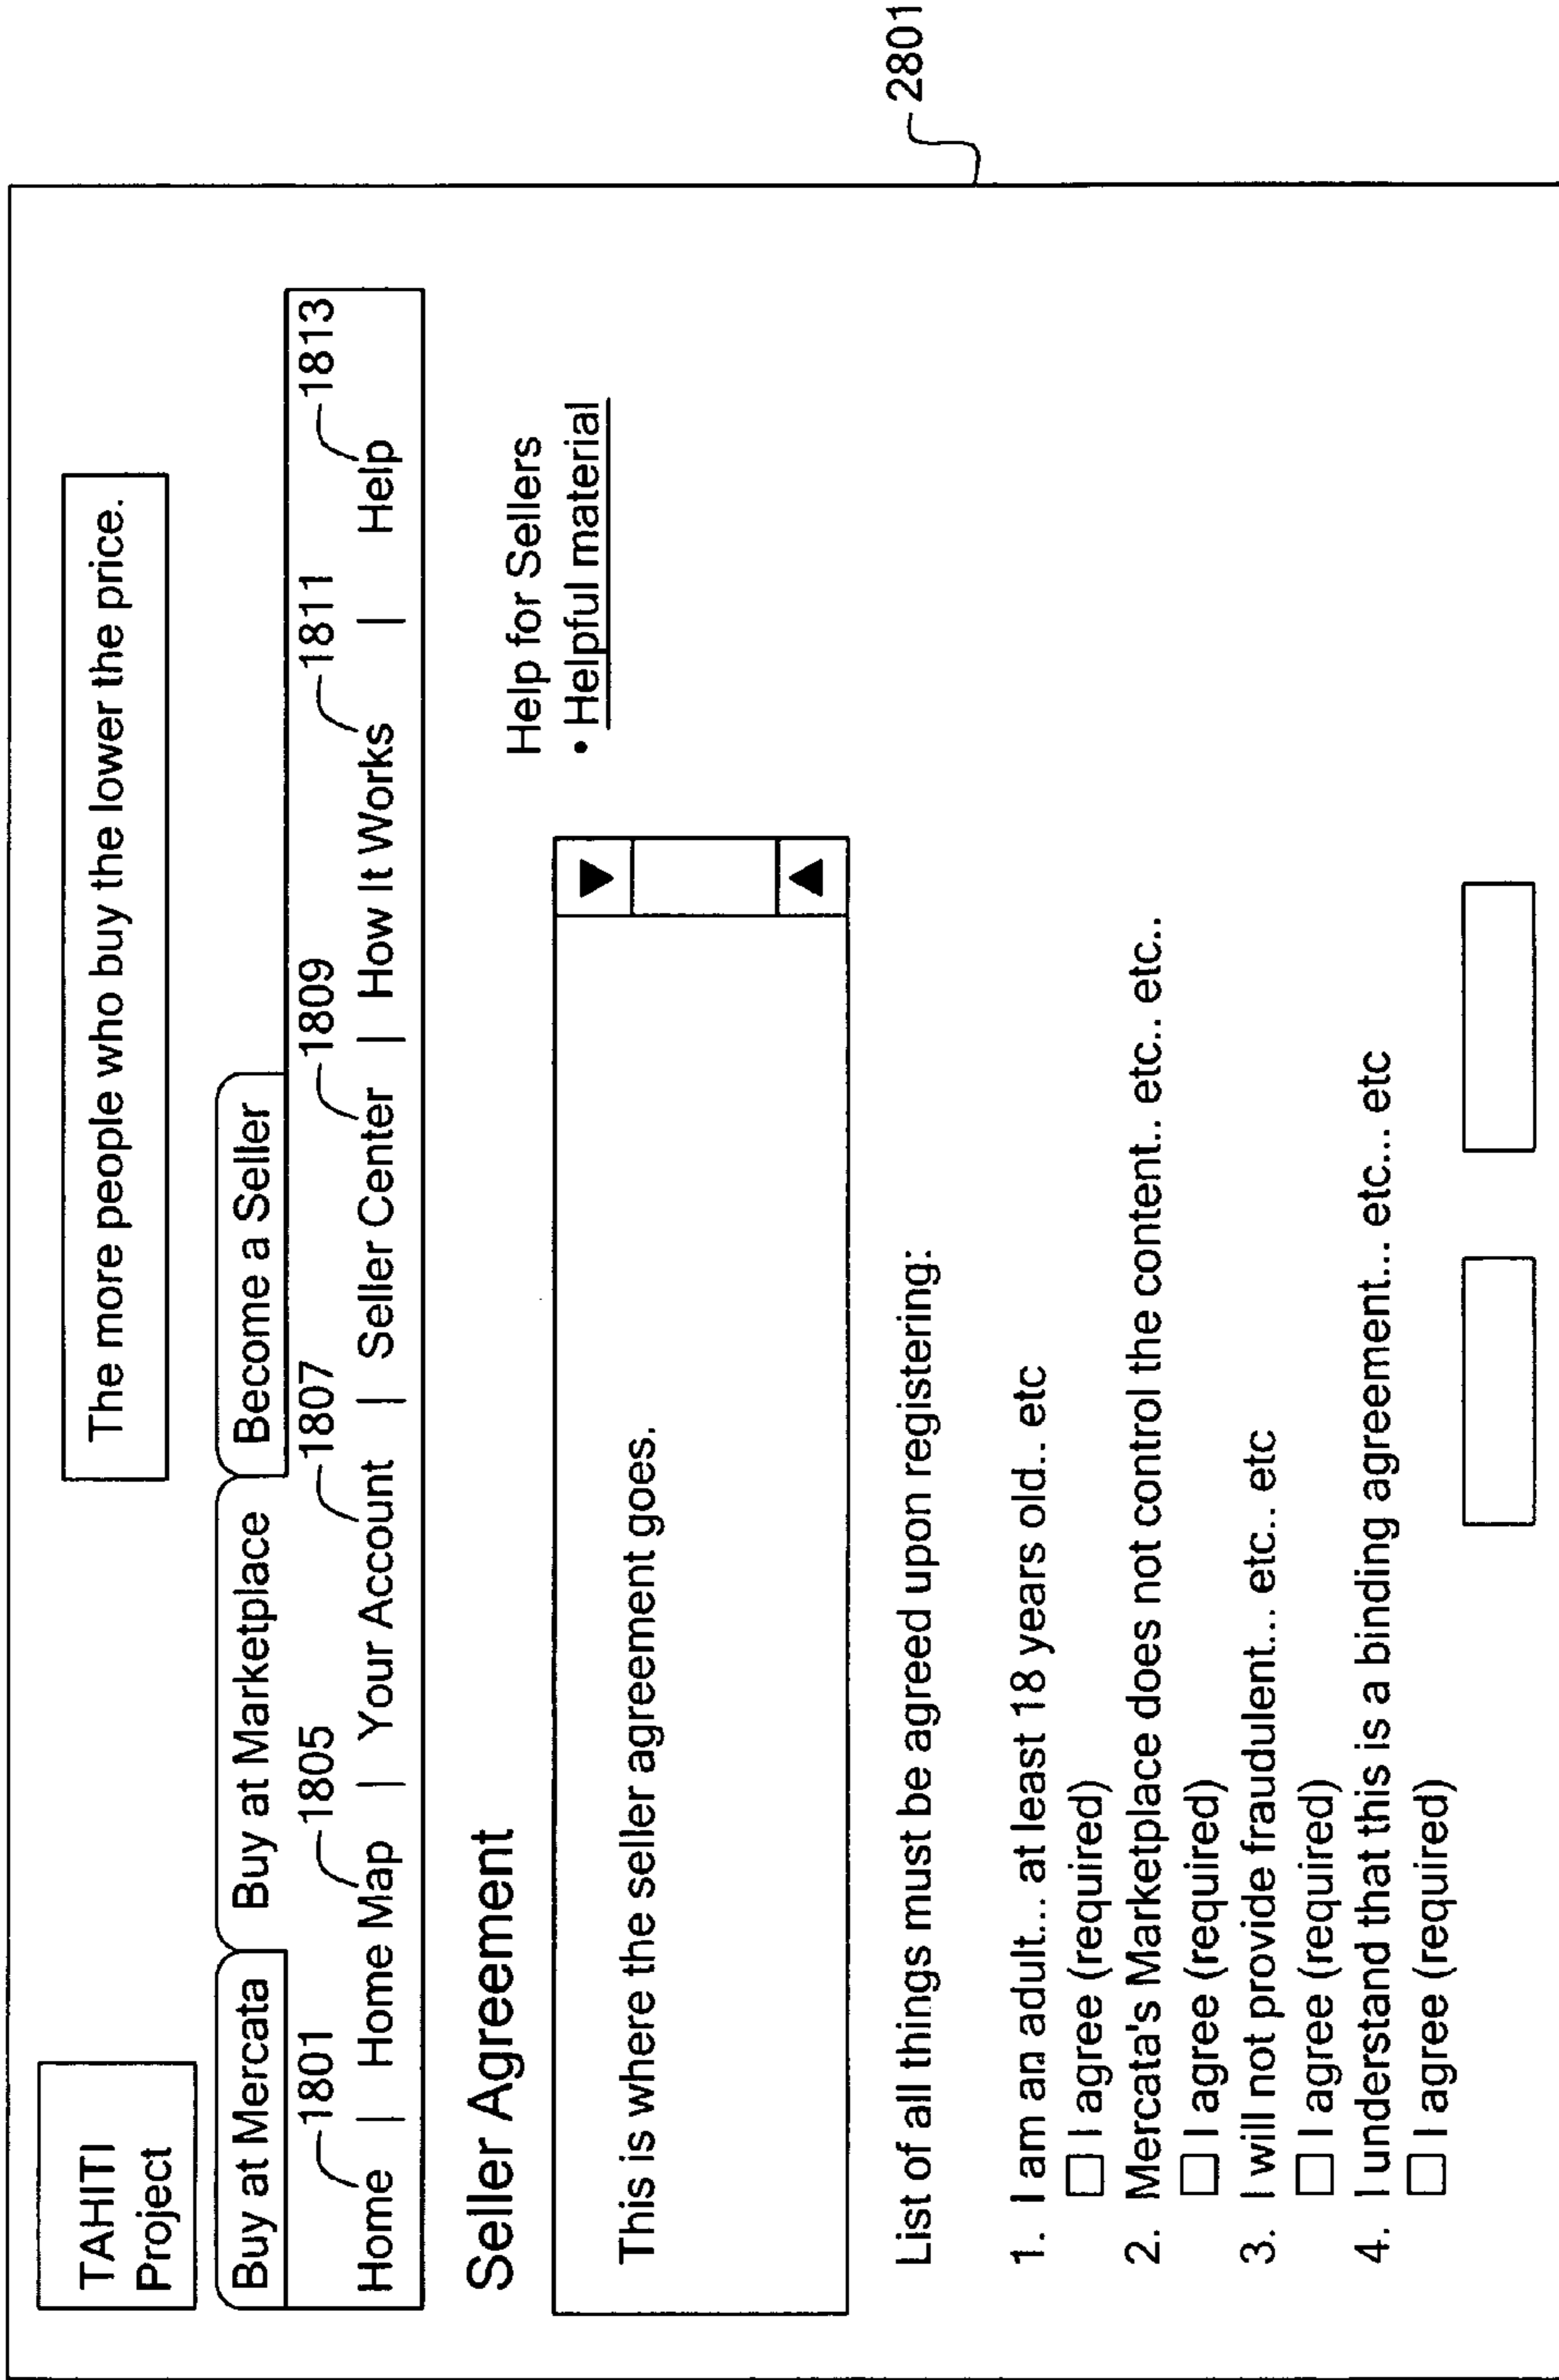 TAHITI
Project
The more people who buy the lower the price.
Buy at Mercata Buy at Marketplace Become a Seller
1801 1805 1807 1809 1811 1813
Home | Home Map | Your Account | Seller Center | How It Works | Help
Seller Agreement
Help for Sellers
• Helpful material
This is where the seller agreement goes.
List of all things must be agreed upon registering:
1. I am an adult... at least 18 years old.. etc
I agree (required)
2. Mercata's Marketplace does not control the content.. etc.. etc..
I agree (required)
3. I will not provide fraudulent... etc.. etc
I agree (required)
4. I understand that this is a binding agreement... etc... etc
I agree (required)
2801